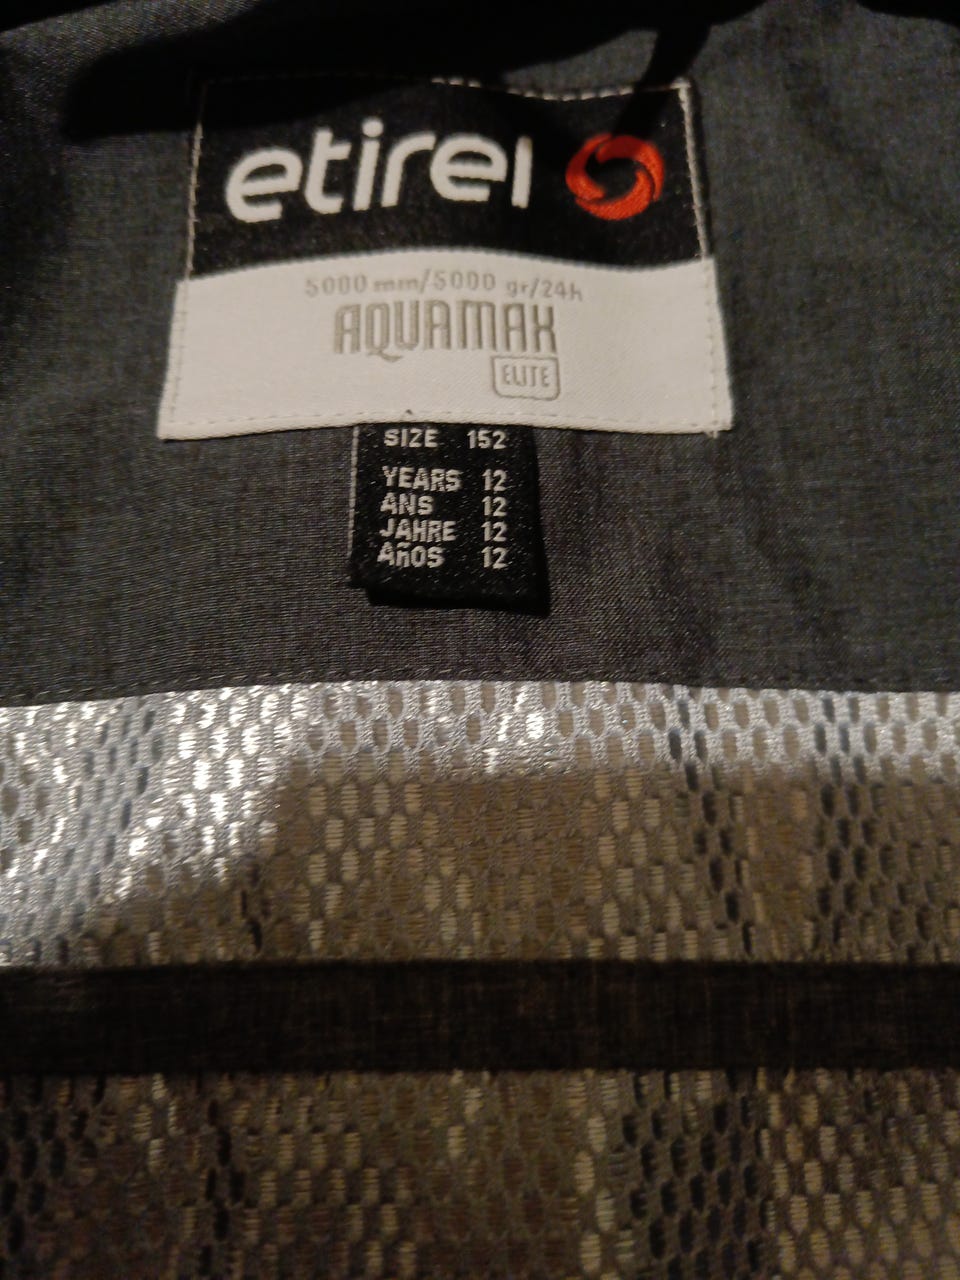 etirel
5000 mm/5000 gr/24h
AQUAMAX
ELITE
SIZE 152
YEARS 12
ANS 12
JAHRE 12
AÑOS 12